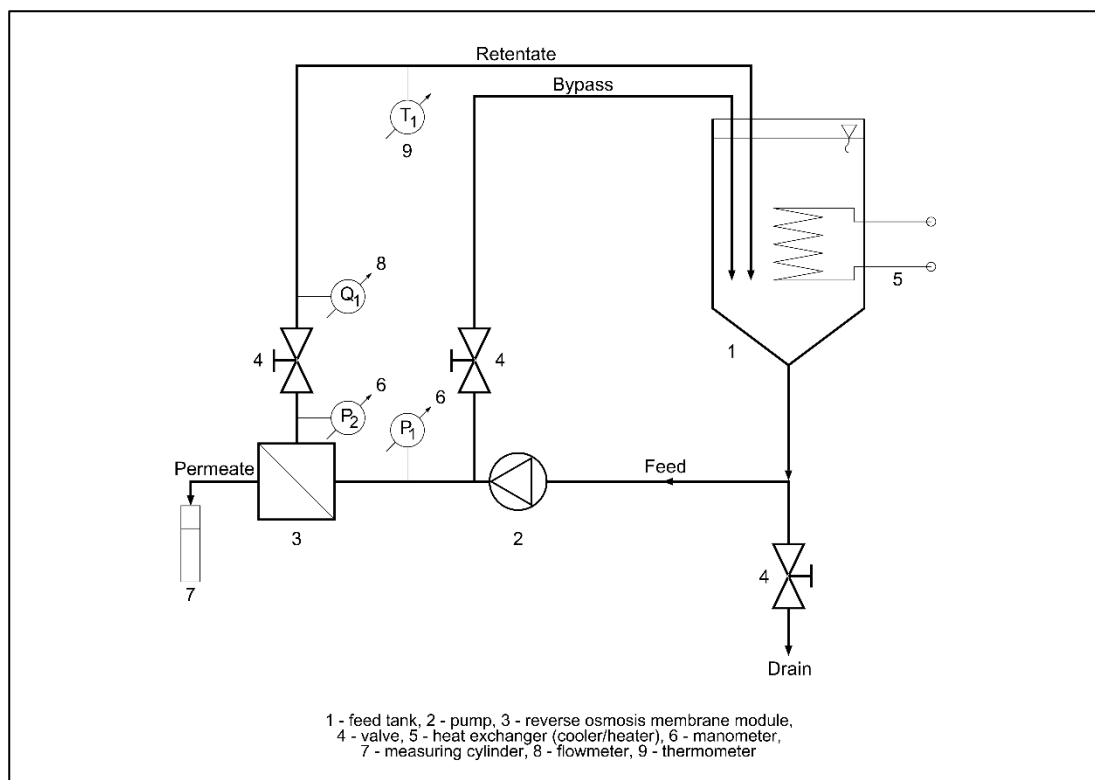 Retentate
Bypass
T1
9
8
Q1
5
4
4
1
6
6
P2
P1
Permeate
Feed
3
2
4
7
Drain
1 - feed tank, 2 - pump, 3 - reverse osmosis membrane module,
4 - valve, 5 - heat exchanger (cooler/heater), 6 - manometer,
7 - measuring cylinder, 8 - flowmeter, 9 - thermometer